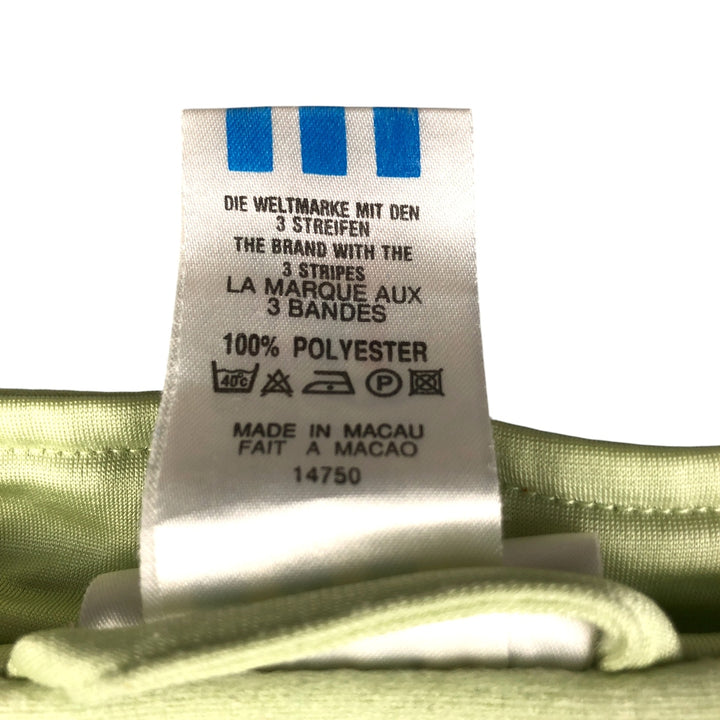 DIE WELTMARKE MIT DEN
3 STREIFEN
THE BRAND WITH THE
3 STRIPES
LA MARQUE AUX
3 BANDES
100% POLYESTER
40°c P
MADE IN MACAU
FAIT A MACAO
14750